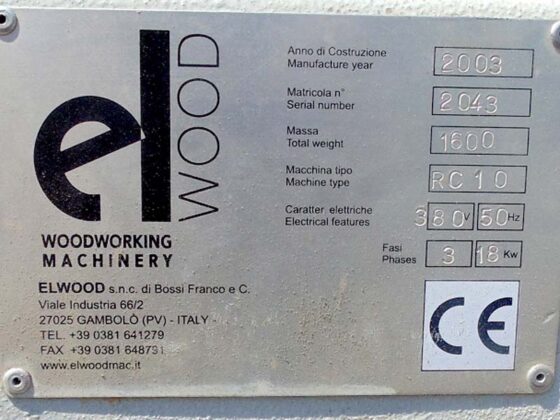 el WOOD
WOODWORKING
MACHINERY
ELWOOD s.n.c. di Bossi Franco e C.
Viale Industria 66/2
27025 GAMBOLÒ (PV) - ITALY -
TEL. +39 0381 641279
FAX +39 0381 648791
www.elwoodmac.it
Anno di Costruzione
Manufacture year 2003
Matricola n°
Serial number 2043
Massa
Total weight 1600
Macchina tipo
Machine type RC10
Caratter. elettriche
Electrical features 380 V 50 Hz
Fasi
Phases 3 18 Kw
CE